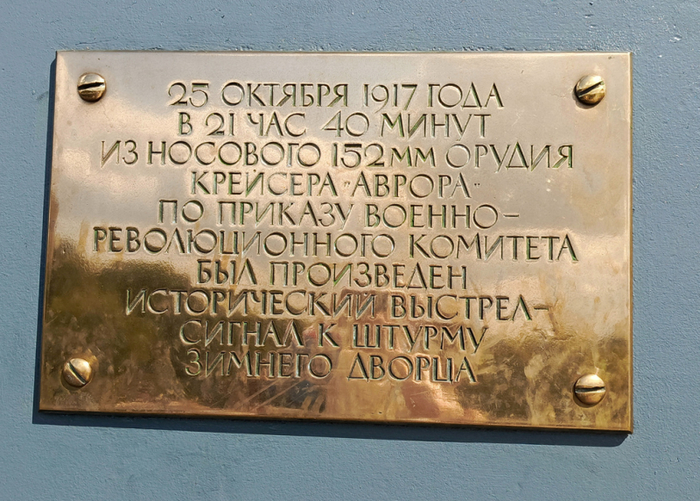 25 ОКТЯБРЯ 1917 ГОДА
В 21 ЧАС 40 МИНУТ
ИЗ НОСОВОГО 152ММ ОРУДИЯ
КРЕЙСЕРА "АВРОРА"
ПО ПРИКАЗУ ВОЕННО-
РЕВОЛЮЦИОННОГО КОМИТЕТА
БЫЛ ПРОИЗВЕДЕН
ИСТОРИЧЕСКИЙ ВЫСТРЕЛ-
СИГНАЛ К ШТУРМУ
ЗИМНЕГО ДВОРЦА